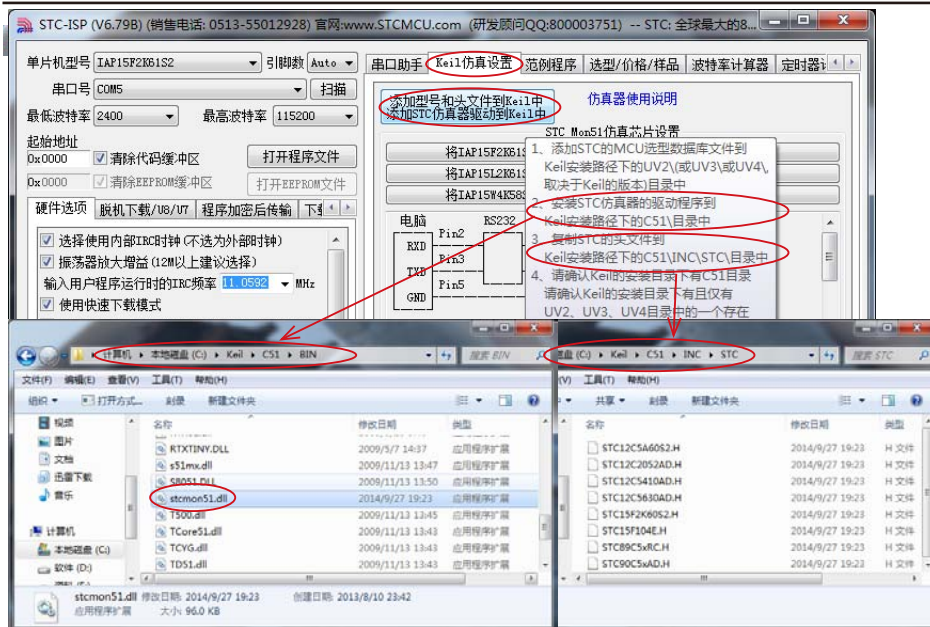 STC-ISP (V6.79B) (销售电话: 0513-55012928) 官网:www.STCMCU.com (研发顾问QQ:800003751) -- STC: 全球最大的8...
单片机型号 IAP15F2K61S2 引脚数 Auto
串口号 COM5 扫描
最低波特率 2400 最高波特率 115200
起始地址
0x0000 清除代码缓冲区 打开程序文件
0x0000 清除EEPROM缓冲区 打开EEPROM文件
硬件选项 脱机下载/U8/U7 程序加密后传输
选择使用内部IRC时钟(不选为外部时钟)
振荡器放大增益(12M以上建议选择)
输入用户程序运行时的IRC频率 11.0592 MHz
使用快速下载模式
串口助手 Keil仿真设置 范例程序 选型/价格/样品 波特率计算器 定时器
添加型号和头文件到Keil中
添加STC仿真器驱动到Keil中
仿真器使用说明
STC Mon51仿真芯片设置
将IAP15F2K61S
将IAP15L2K61S
将IAP15W4K58S
电脑 RS232
RXD Pin2
TXD Pin3
GND Pin5
1、添加STC的MCU选型数据库文件到
Keil安装路径下的UV2\(或UV3\或UV4\,
取决于Keil的版本)目录中
2、安装STC仿真器的驱动程序到
Keil安装路径下的C51\目录中
3、复制STC的头文件到
Keil安装路径下的C51\INC\STC\目录中
4、请确认Keil的安装目录下有C51目录
请确认Keil的安装目录下有且仅有
UV2、UV3、UV4目录中的一个存在
计算机 本地磁盘 (C:) Keil C51 BIN 搜索 BIN
文件(F) 编辑(E) 查看(V) 工具(T) 帮助(H)
组织 打开方式... 刻录 新建文件夹
视频
图片
文档
迅雷下载
音乐
计算机
本地磁盘 (C:)
软件 (D:)
名称 修改日期 类型
RTXTINY.DLL 2009/5/7 14:37 应用程序扩展
s51mx.dll 2009/11/13 13:47 应用程序扩展
S8051.DLL 2009/11/13 13:50 应用程序扩展
stcmon51.dll 2014/9/27 19:23 应用程序扩展
T500.dll 2009/11/13 13:45 应用程序扩展
TCore51.dll 2009/11/13 13:43 应用程序扩展
TCYG.dll 2009/11/13 13:43 应用程序扩展
TD51.dll 2009/11/13 13:43 应用程序扩展
stcmon51.dll 修改日期: 2014/9/27 19:23 创建日期: 2013/8/10 23:42
应用程序扩展 大小: 96.0 KB
磁盘 (C:) Keil C51 INC STC 搜索 STC
(V) 工具(T) 帮助(H)
共享 刻录 新建文件夹
名称 修改日期 类型
STC12C5A60S2.H 2014/9/27 19:23 H 文件
STC12C2052AD.H 2014/9/27 19:23 H 文件
STC12C5410AD.H 2014/9/27 19:23 H 文件
STC12C5630AD.H 2014/9/27 19:23 H 文件
STC15F2K60S2.H 2014/9/27 19:23 H 文件
STC15F104E.H 2014/9/27 19:23 H 文件
STC89C5xRC.H 2014/9/27 19:23 H 文件
STC90C5xAD.H 2014/9/27 19:23 H 文件